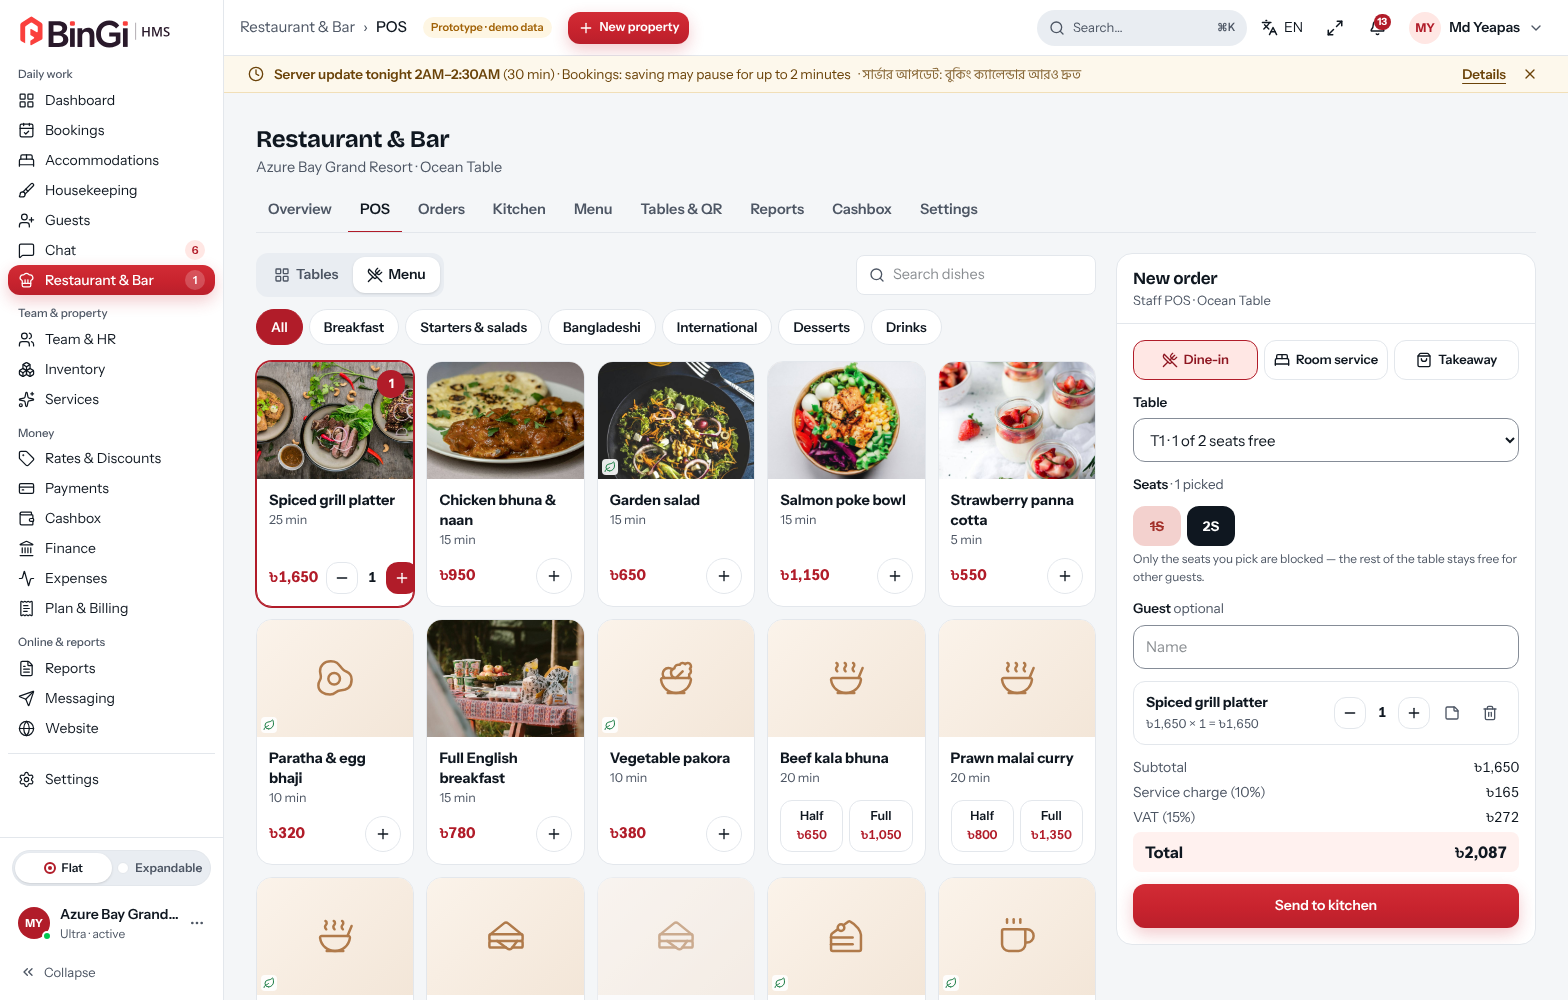 BinGi | HMS
Restaurant & Bar › POS
Prototype · demo data
+ New property
Search... ⌘K
EN
13
MY Md Yeapas
Server update tonight 2AM–2:30AM (30 min) · Bookings: saving may pause for up to 2 minutes · সার্ভার আপডেট: বুকিং ক্যালেন্ডার আরও দ্রুত
Details
Daily work
Dashboard
Bookings
Accommodations
Housekeeping
Guests
Chat 6
Restaurant & Bar 1
Team & property
Team & HR
Inventory
Services
Money
Rates & Discounts
Payments
Cashbox
Finance
Expenses
Plan & Billing
Online & reports
Reports
Messaging
Website
Settings
Flat Expandable
MY Azure Bay Grand...
Ultra · active
Collapse
Restaurant & Bar
Azure Bay Grand Resort · Ocean Table
Overview POS Orders Kitchen Menu Tables & QR Reports Cashbox Settings
Tables Menu
Search dishes
All Breakfast Starters & salads Bangladeshi International Desserts Drinks
1
Spiced grill platter
25 min
৳1,650 − 1 +
Chicken bhuna &
naan
15 min
৳950 +
Garden salad
15 min
৳650 +
Salmon poke bowl
15 min
৳1,150 +
Strawberry panna
cotta
5 min
৳550 +
Paratha & egg
bhaji
10 min
৳320 +
Full English
breakfast
15 min
৳780 +
Vegetable pakora
10 min
৳380 +
Beef kala bhuna
20 min
Half Full
৳650 ৳1,050
Prawn malai curry
20 min
Half Full
৳800 ৳1,350
New order
Staff POS · Ocean Table
Dine-in Room service Takeaway
Table
T1 · 1 of 2 seats free
Seats · 1 picked
1S 2S
Only the seats you pick are blocked — the rest of the table stays free for
other guests.
Guest optional
Name
Spiced grill platter
৳1,650 × 1 = ৳1,650
− 1 +
Subtotal ৳1,650
Service charge (10%) ৳165
VAT (15%) ৳272
Total ৳2,087
Send to kitchen